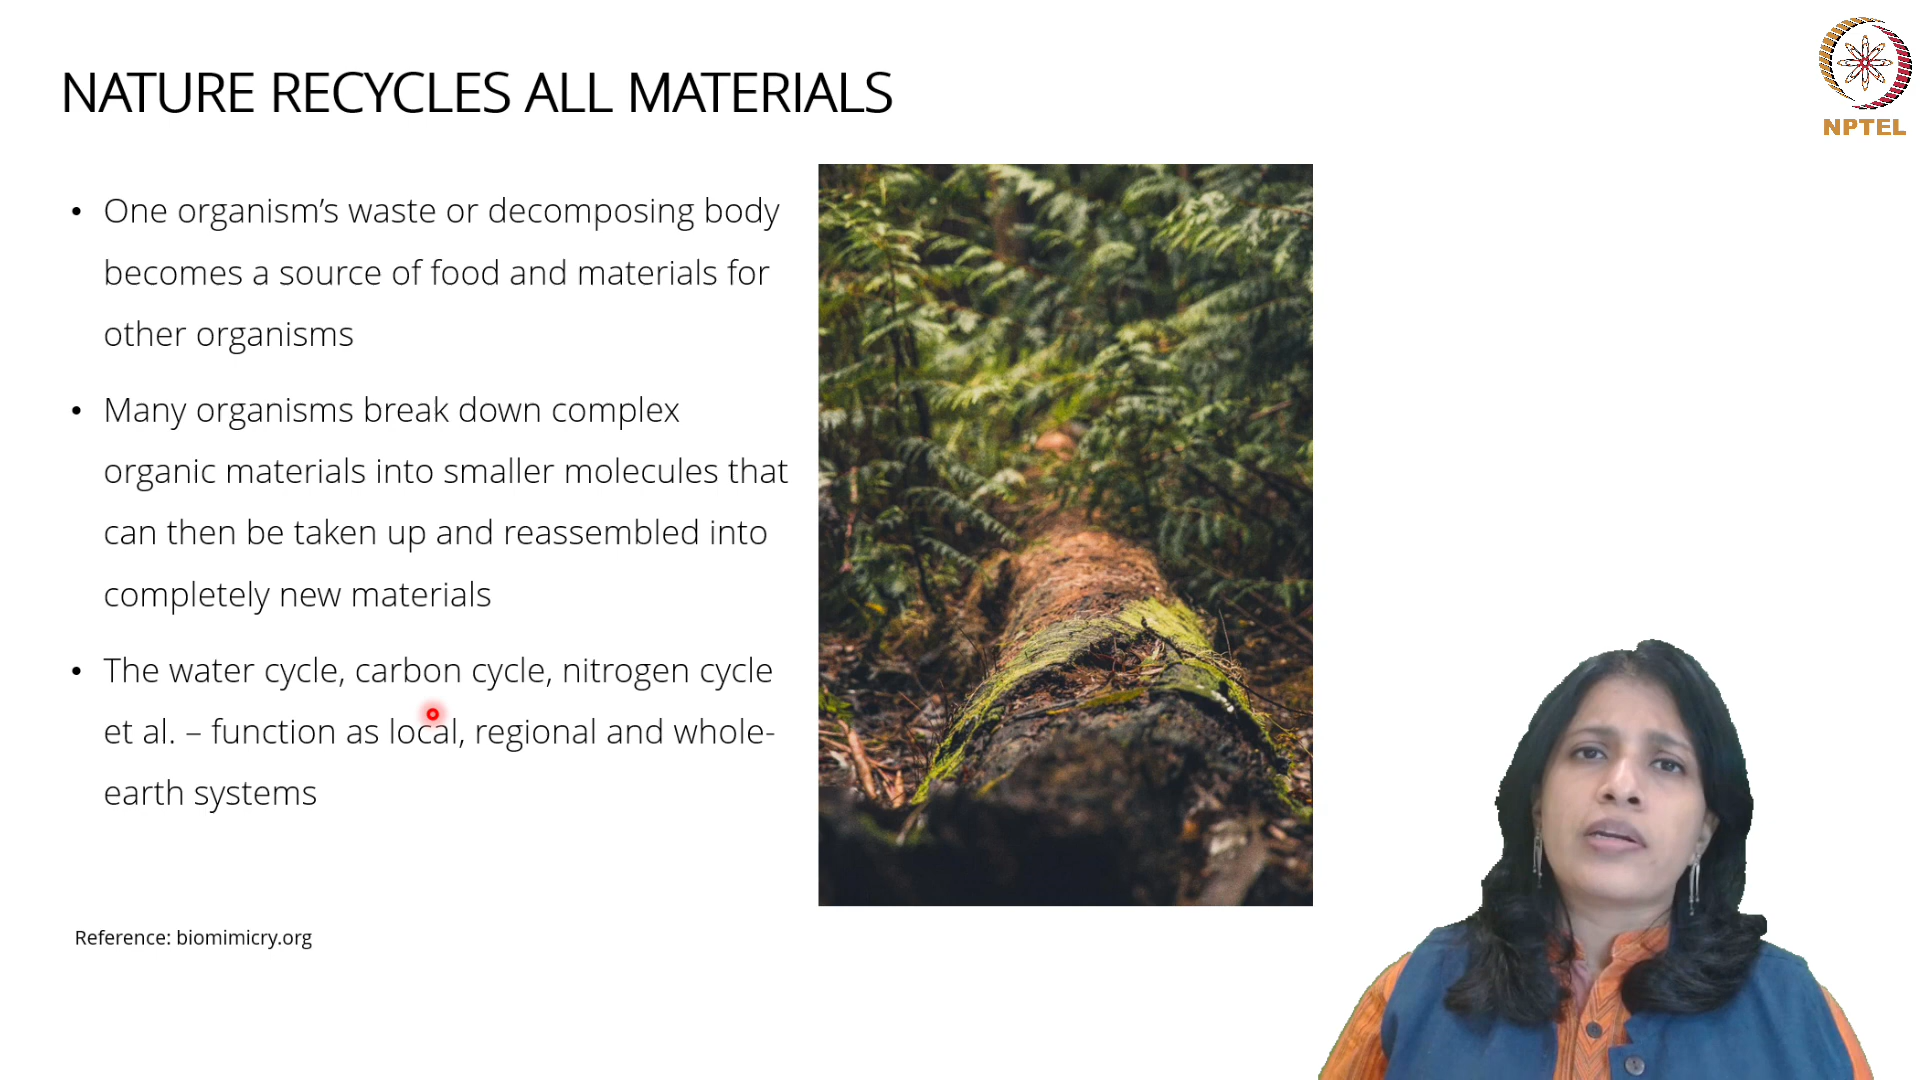 NATURE RECYCLES ALL MATERIALS
NPTEL
• One organism’s waste or decomposing body
becomes a source of food and materials for
other organisms
• Many organisms break down complex
organic materials into smaller molecules that
can then be taken up and reassembled into
completely new materials
• The water cycle, carbon cycle, nitrogen cycle
et al. – function as local, regional and whole-
earth systems
Reference: biomimicry.org